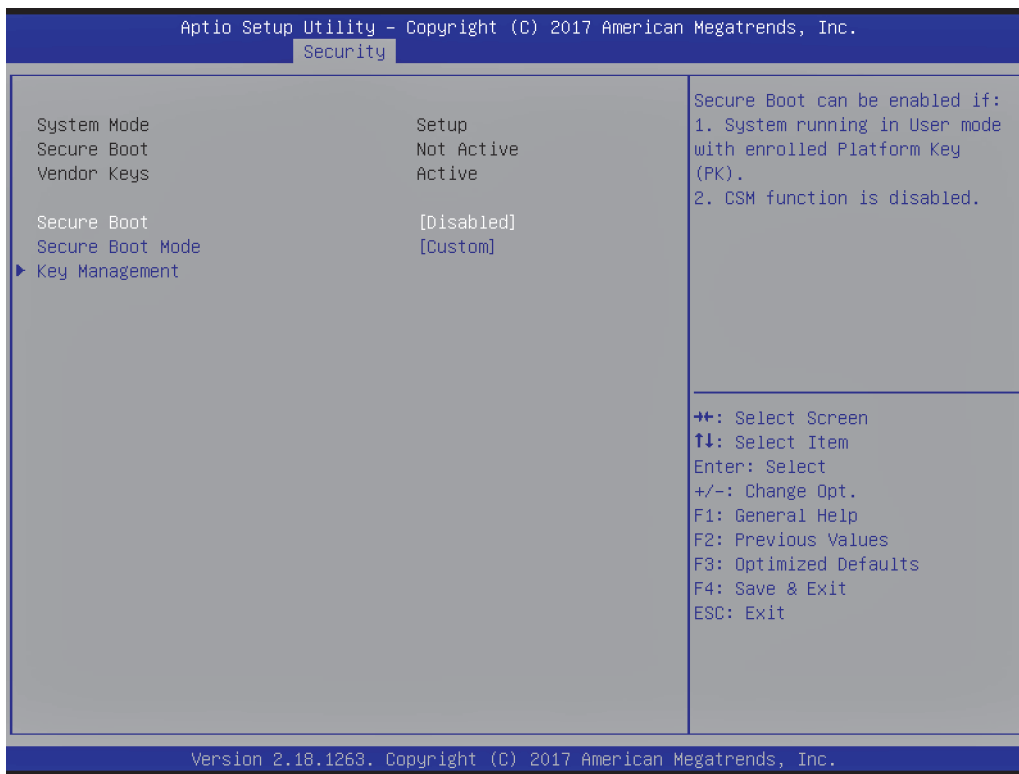 Aptio Setup Utility – Copyright (C) 2017 American Megatrends, Inc.
Security
System Mode Setup
Secure Boot Not Active
Vendor Keys Active
Secure Boot [Disabled]
Secure Boot Mode [Custom]
▶ Key Management
Secure Boot can be enabled if:
1. System running in User mode
with enrolled Platform Key
(PK).
2. CSM function is disabled.
→←: Select Screen
↑↓: Select Item
Enter: Select
+/-: Change Opt.
F1: General Help
F2: Previous Values
F3: Optimized Defaults
F4: Save & Exit
ESC: Exit
Version 2.18.1263. Copyright (C) 2017 American Megatrends, Inc.